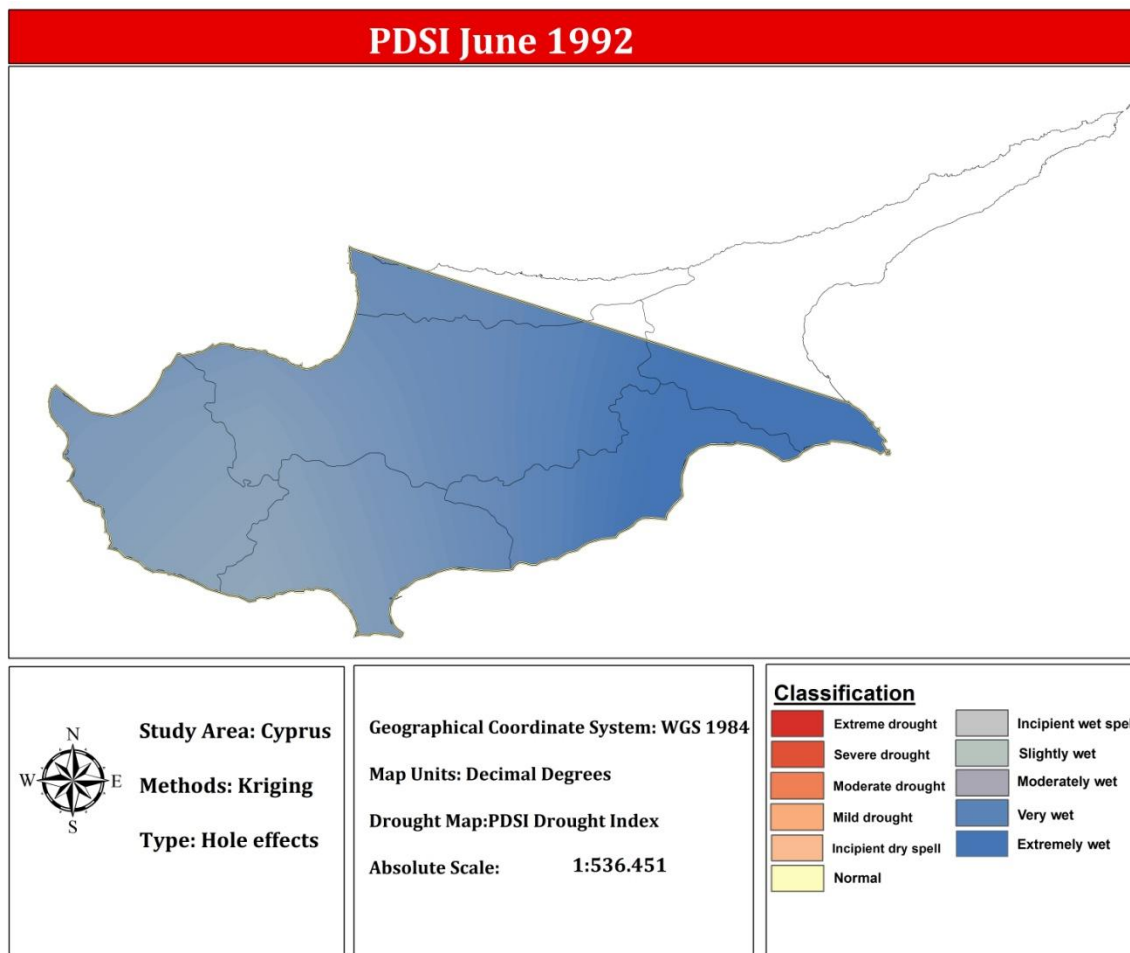 PDSI June 1992
N
W
E
S
Study Area: Cyprus
Methods: Kriging
Type: Hole effects
Geographical Coordinate System: WGS 1984
Map Units: Decimal Degrees
Drought Map:PDSI Drought Index
Absolute Scale: 1:536.451
Classification
Extreme drought
Severe drought
Moderate drought
Mild drought
Incipient dry spell
Normal
Incipient wet spel
Slightly wet
Moderately wet
Very wet
Extremely wet